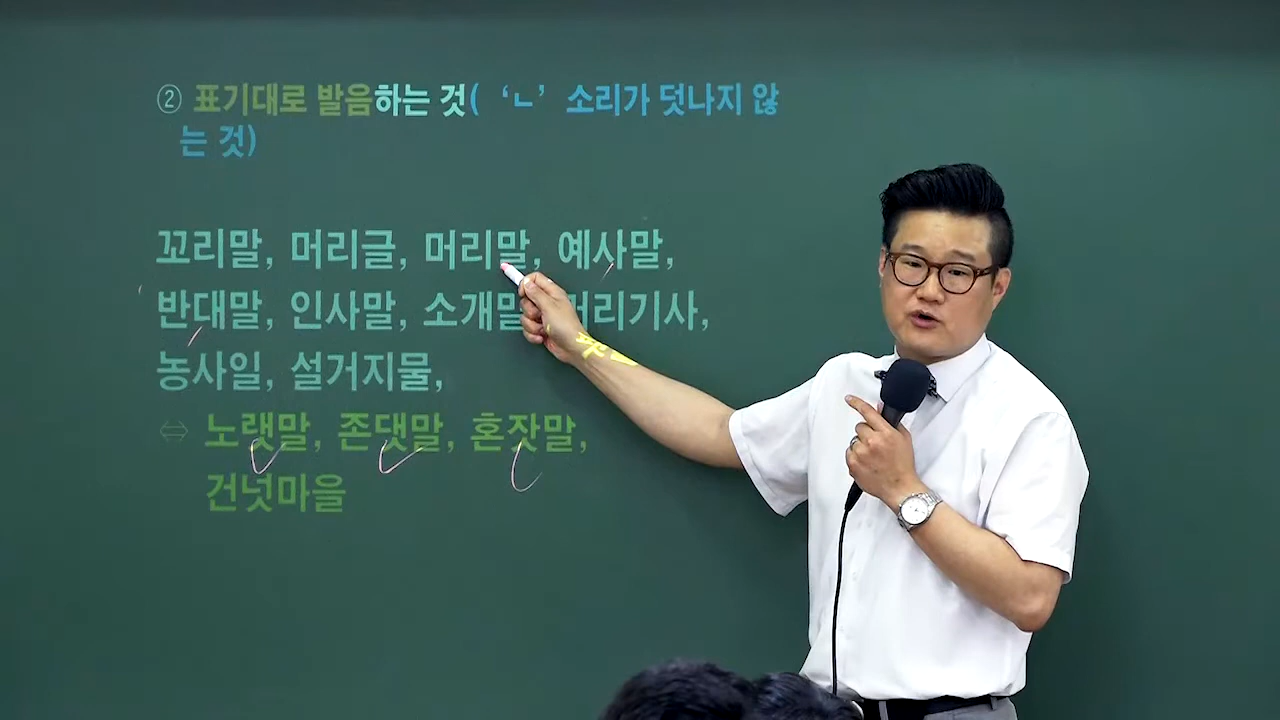 ② 표기대로 발음하는 것( ‘ㄴ’ 소리가 덧나지 않
는 것)
꼬리말, 머리글, 머리말, 예사말,
반대말, 인사말, 소개말 머리기사,
농사일, 설거지물,
⇔ 노랫말, 존댓말, 혼잣말,
건넛마을